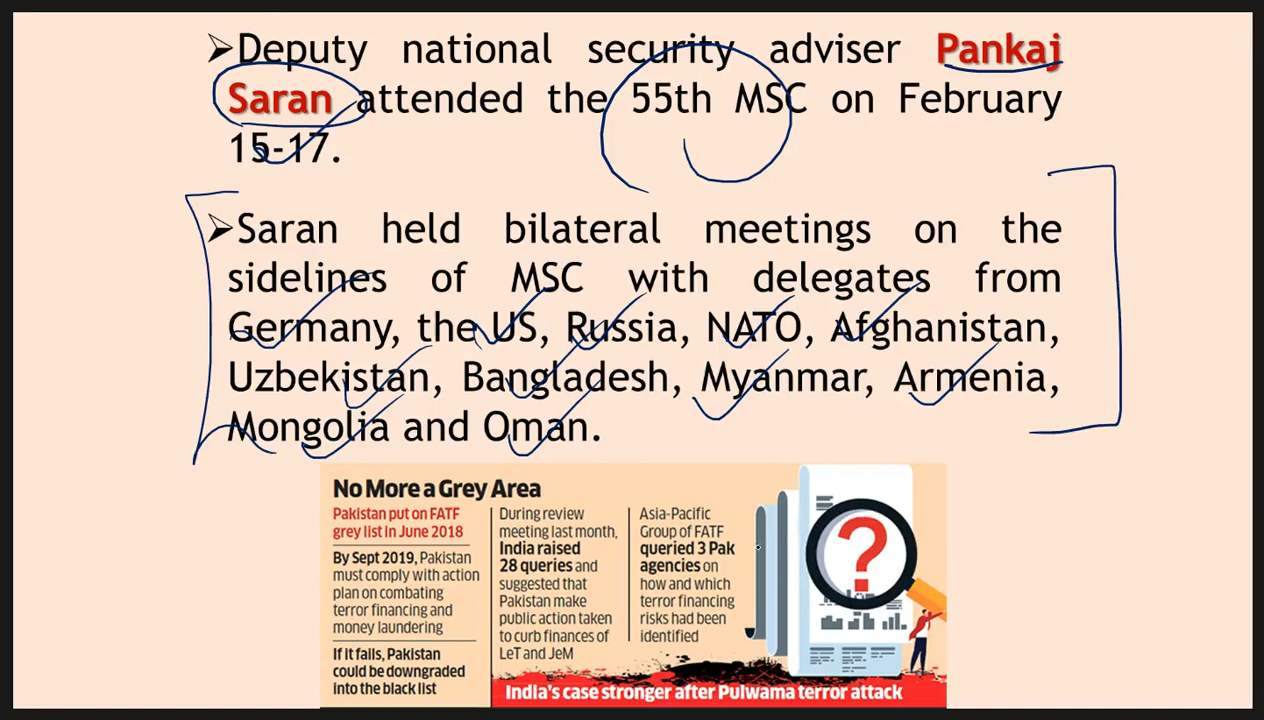 ➢Deputy national security adviser Pankaj
Saran attended the 55th MSC on February
15-17.
➢Saran held bilateral meetings on the
sidelines of MSC with delegates from
Germany, the US, Russia, NATO, Afghanistan,
Uzbekistan, Bangladesh, Myanmar, Armenia,
Mongolia and Oman.
No More a Grey Area
Pakistan put on FATF
grey list in June 2018
By Sept 2019, Pakistan
must comply with action
plan on combating
terror financing and
money laundering
If it fails, Pakistan
could be downgraded
into the black list
During review
meeting last month,
India raised
28 queries and
suggested that
Pakistan make
public action taken
to curb finances of
LeT and JeM
Asia-Pacific
Group of FATF
queried 3 Pak
agencies on
how and which
terror financing
risks had been
identified
?
India's case stronger after Pulwama terror attack